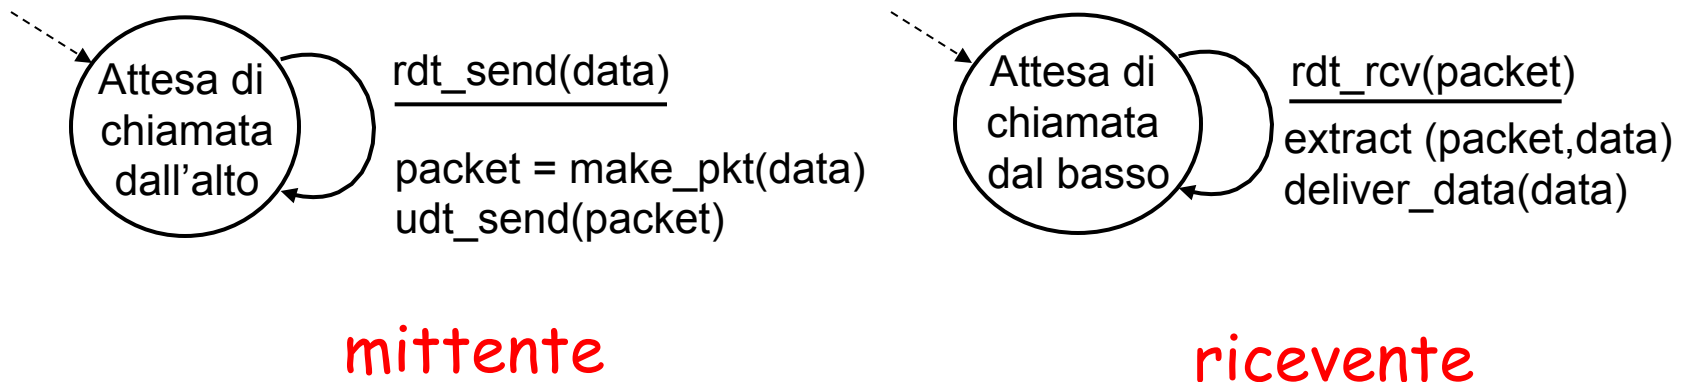 Attesa di
chiamata
dall'alto
rdt_send(data)
packet = make_pkt(data)
udt_send(packet)
mittente
Attesa di
chiamata
dal basso
rdt_rcv(packet)
extract (packet,data)
deliver_data(data)
ricevente